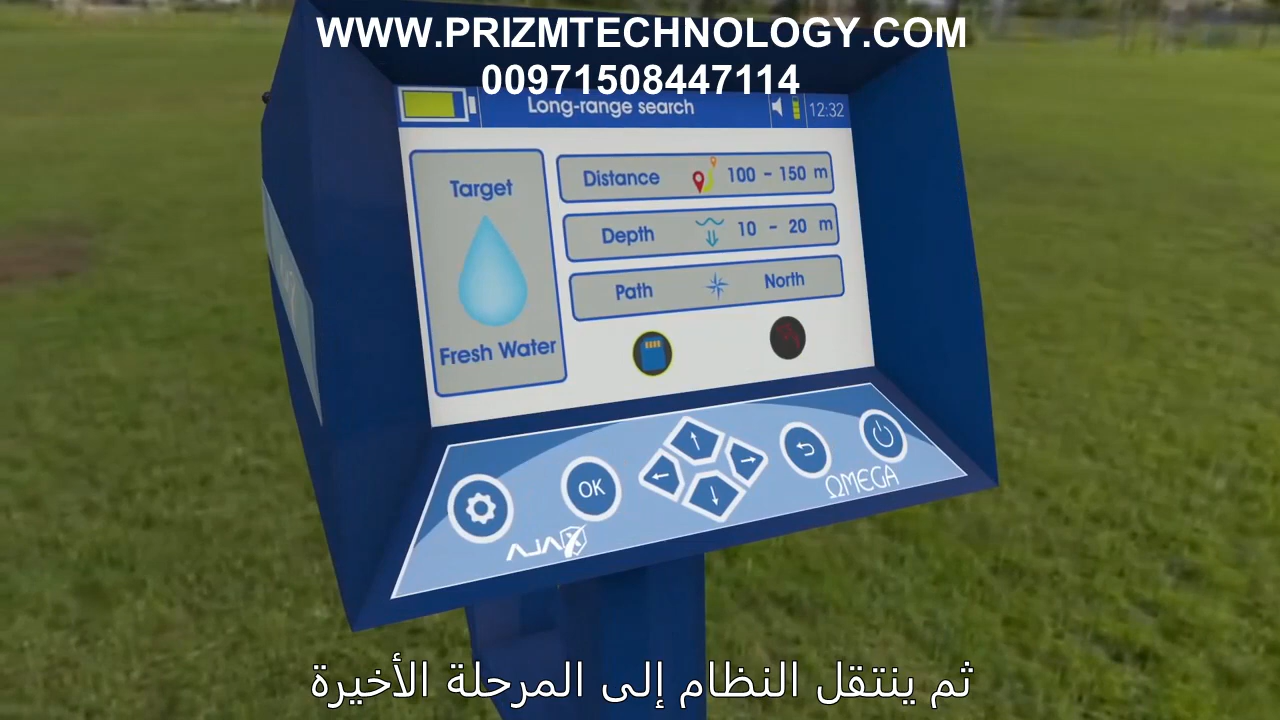 WWW.PRIZMTECHNOLOGY.COM
00971508447114
Long-range search
12:32
Target
Fresh Water
Distance 100 - 150 m
Depth 10 - 20 m
Path North
OK
AJAX
ΩMEGA
ثم ينتقل النظام إلى المرحلة الأخيرة